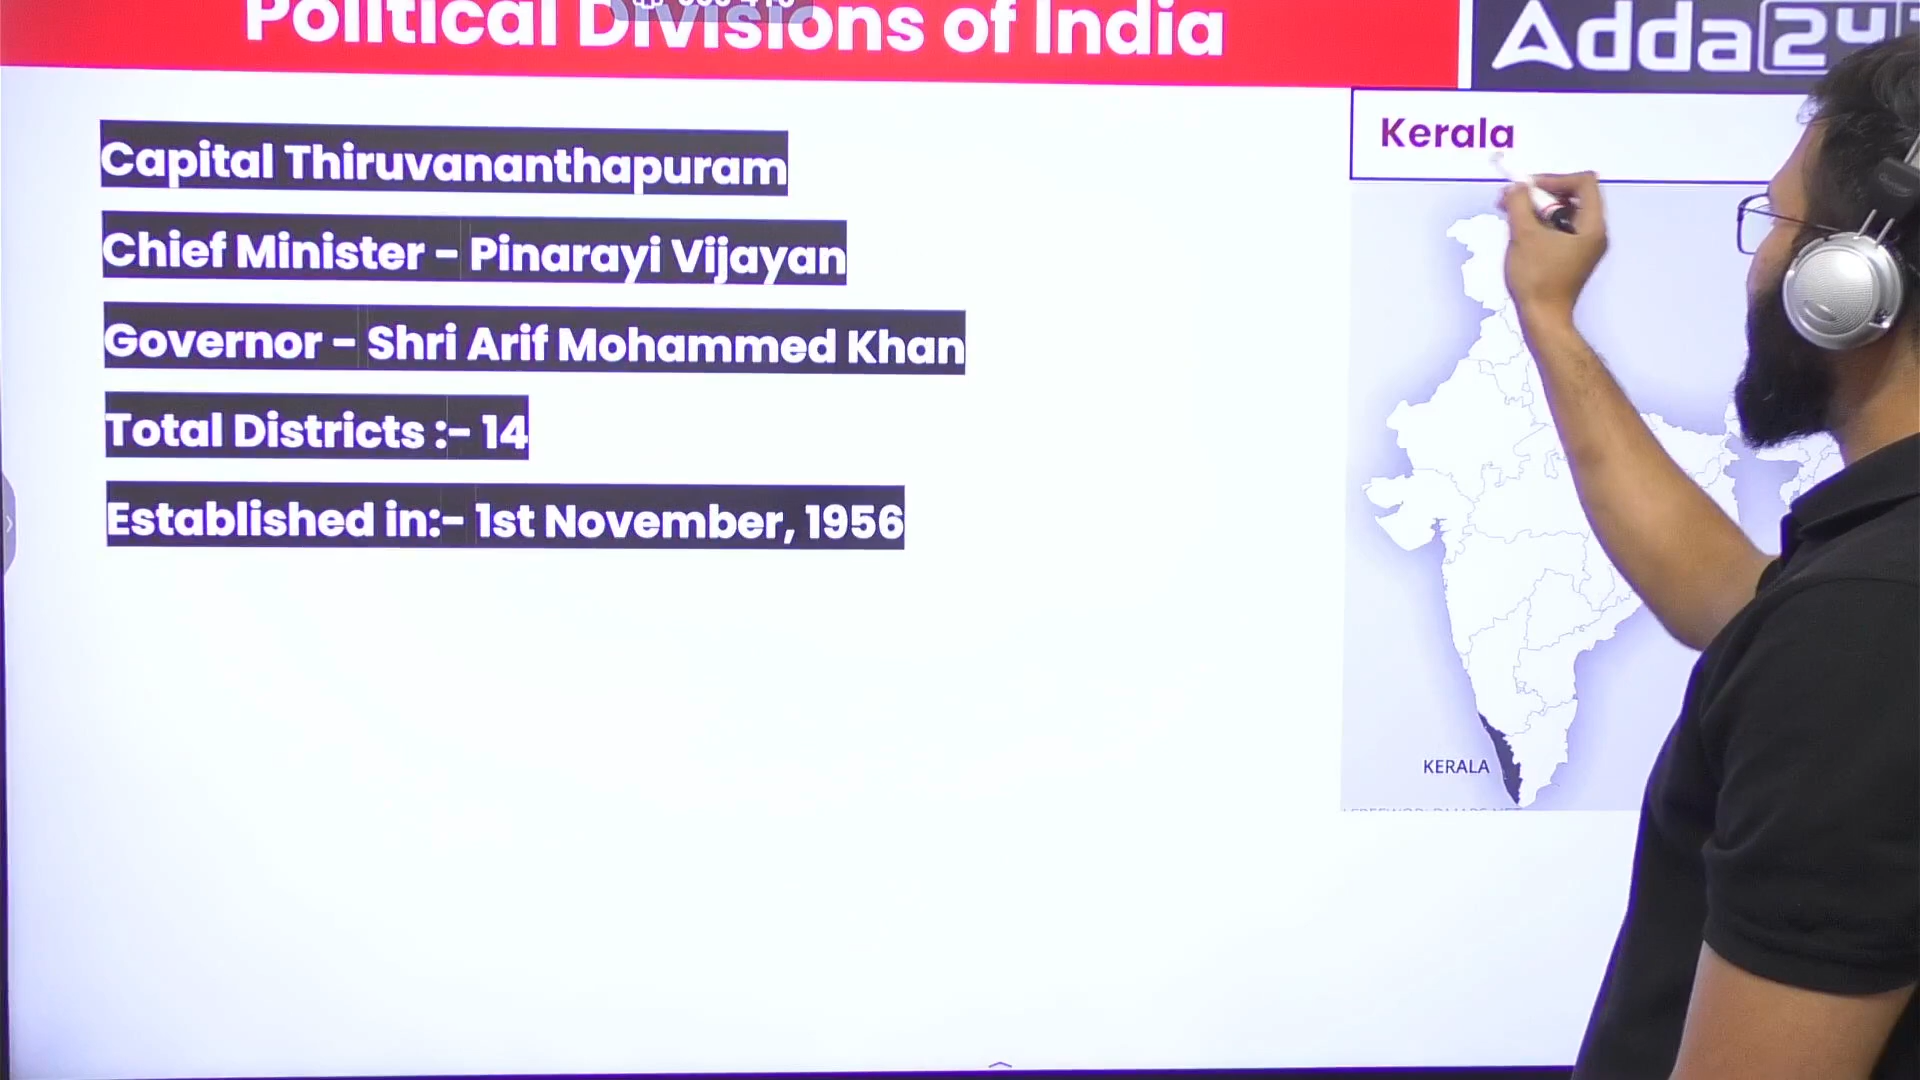 Political Divisions of India
Adda24
Kerala
Capital Thiruvananthapuram
Chief Minister - Pinarayi Vijayan
Governor - Shri Arif Mohammed Khan
Total Districts :- 14
Established in:- 1st November, 1956
KERALA